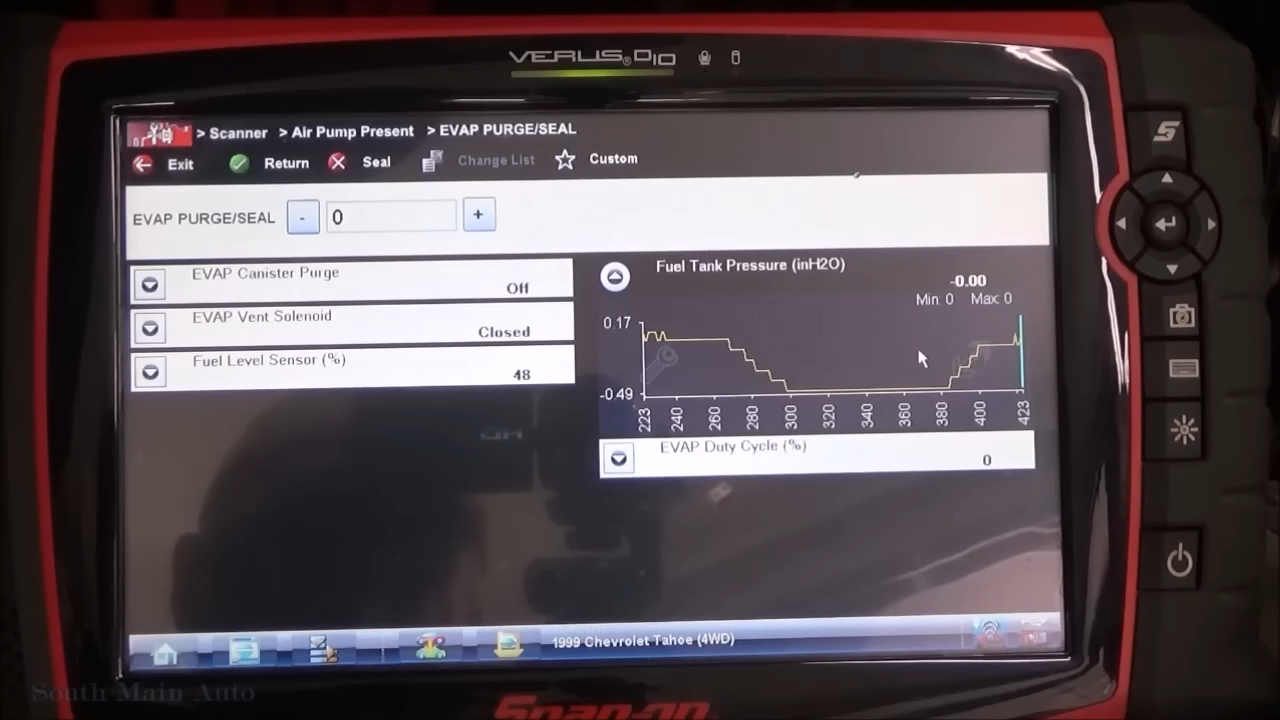 VERUS® D10
> Scanner > Air Pump Present > EVAP PURGE/SEAL
Exit Return Seal Change List Custom
EVAP PURGE/SEAL - 0 +
EVAP Canister Purge
Off
EVAP Vent Solenoid
Closed
Fuel Level Sensor (%)
48
Fuel Tank Pressure (inH2O)
-0.00
Min: 0 Max: 0
0.17
-0.49
223 240 260 280 300 320 340 360 380 400 423
EVAP Duty Cycle (%)
0
1999 Chevrolet Tahoe (4WD)
South Main Auto
Snap-on